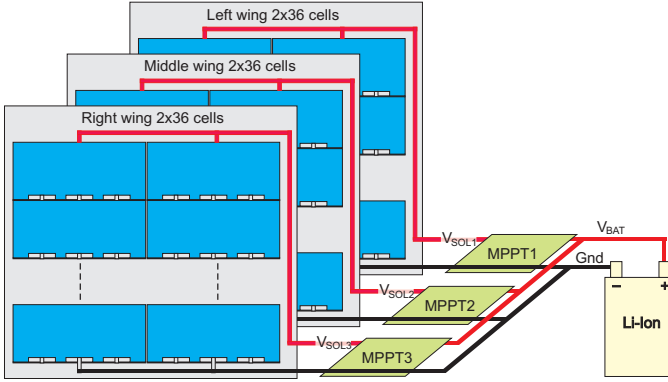 Left wing 2x36 cells
Middle wing 2x36 cells
Right wing 2x36 cells
VSOL1
MPPT1
VBAT
Gnd
VSOL2
MPPT2
VSOL3
MPPT3
− +
Li-Ion